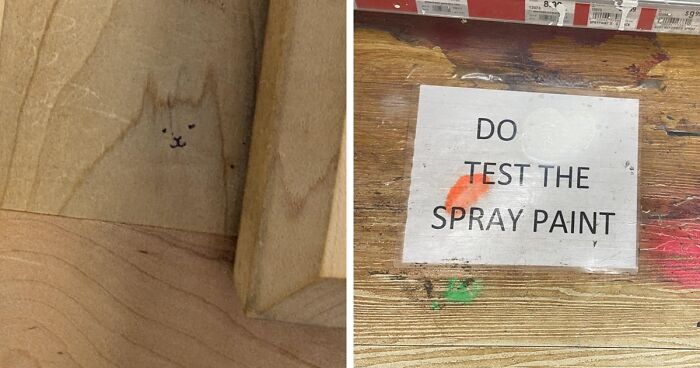 DO
TEST THE
SPRAY PAINT